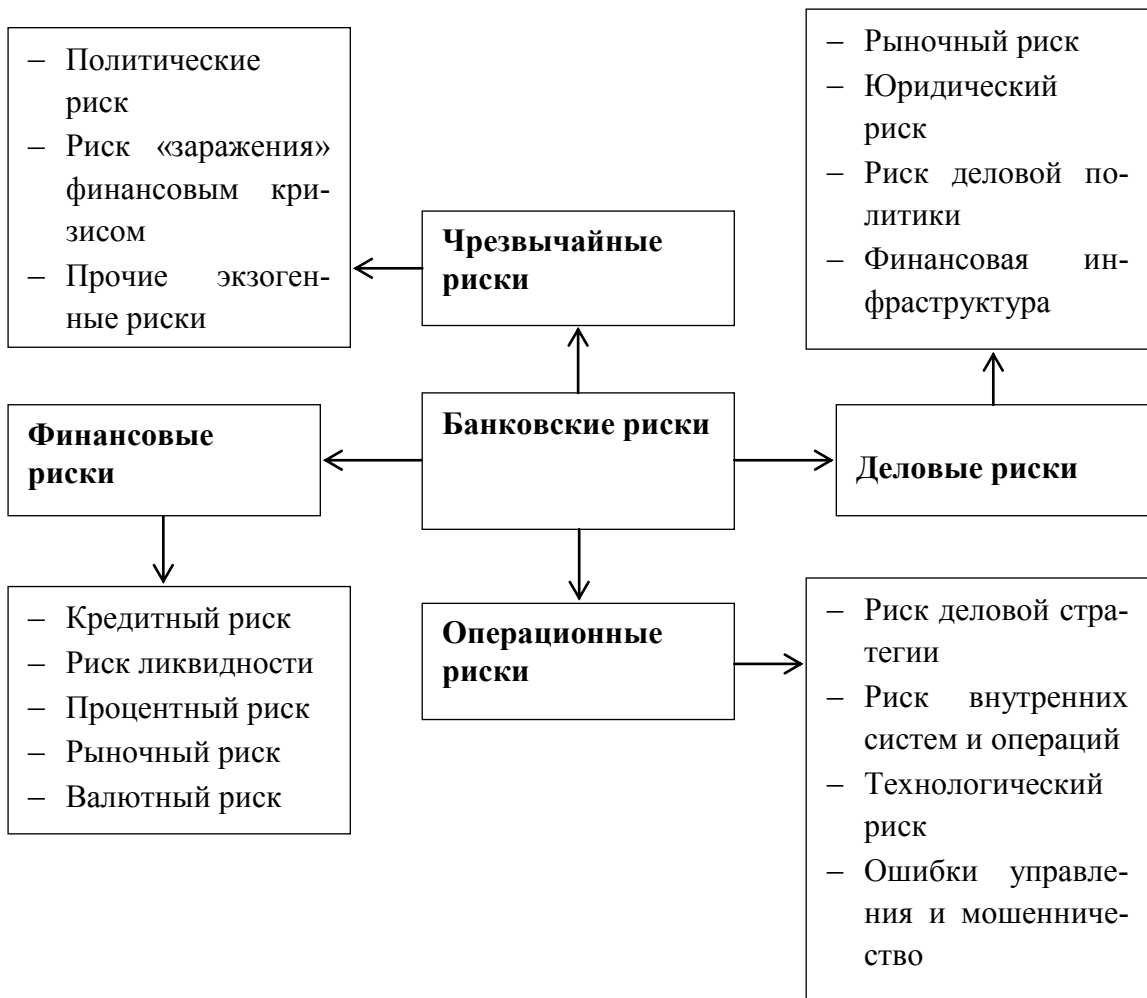 – Политические
риск
– Риск «заражения»
финансовым кри-
зисом
– Прочие экзоген-
ные риски
Чрезвычайные
риски
– Рыночный риск
– Юридический
риск
– Риск деловой по-
литики
– Финансовая ин-
фраструктура
Финансовые
риски
Банковские риски
Деловые риски
– Кредитный риск
– Риск ликвидности
– Процентный риск
– Рыночный риск
– Валютный риск
Операционные
риски
– Риск деловой стра-
тегии
– Риск внутренних
систем и операций
– Технологический
риск
– Ошибки управле-
ния и мошенниче-
ство